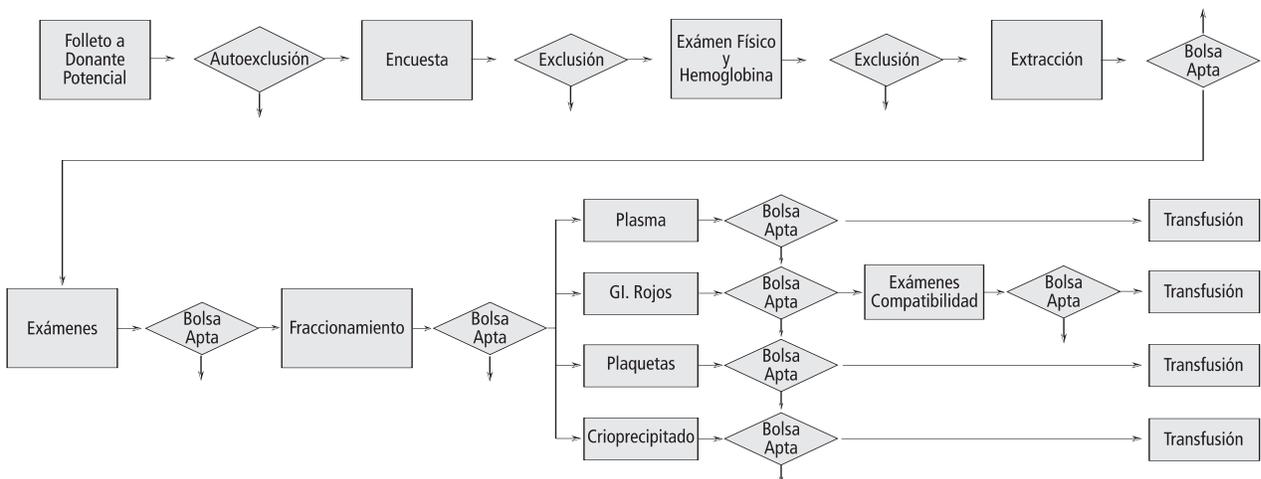 Folleto a
Donante
Potencial
Autoexclusión
Encuesta
Exclusión
Exámen Físico
y
Hemoglobina
Exclusión
Extracción
Bolsa
Apta
Exámenes
Bolsa
Apta
Fraccionamiento
Bolsa
Apta
Plasma
Bolsa
Apta
Transfusión
Gl. Rojos
Bolsa
Apta
Exámenes
Compatibilidad
Bolsa
Apta
Transfusión
Plaquetas
Bolsa
Apta
Transfusión
Crioprecipitado
Bolsa
Apta
Transfusión